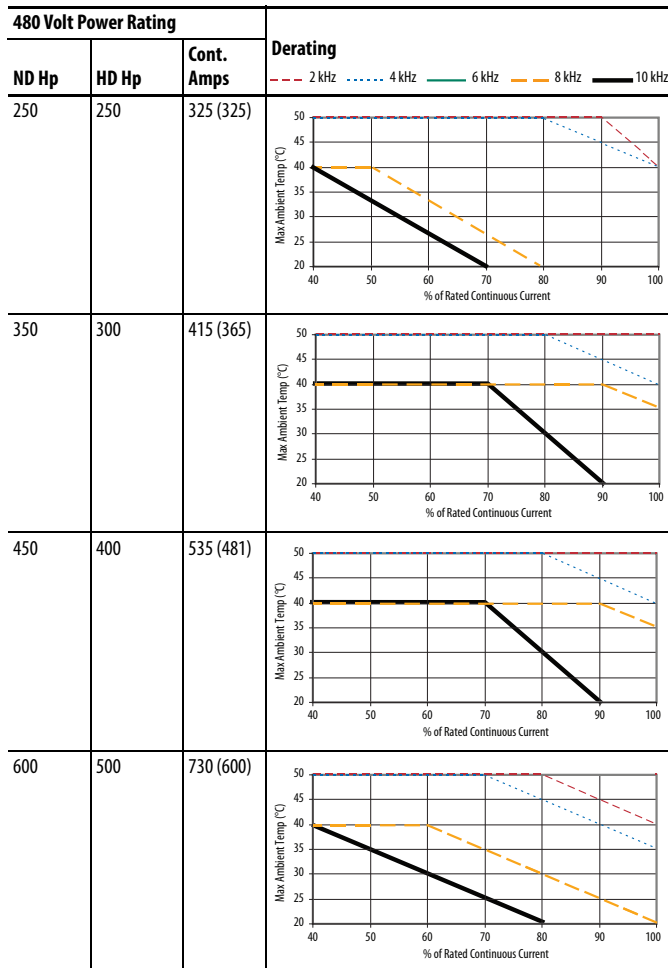 480 Volt Power Rating
Derating
ND Hp HD Hp Cont. Amps
2 kHz 4 kHz 6 kHz 8 kHz 10 kHz
250 250 325 (325)
Max Ambient Temp (°C)
50
45
40
35
30
25
20
40 50 60 70 80 90 100
% of Rated Continuous Current
350 300 415 (365)
Max Ambient Temp (°C)
50
45
40
35
30
25
20
40 50 60 70 80 90 100
% of Rated Continuous Current
450 400 535 (481)
Max Ambient Temp (°C)
50
45
40
35
30
25
20
40 50 60 70 80 90 100
% of Rated Continuous Current
600 500 730 (600)
Max Ambient Temp (°C)
50
45
40
35
30
25
20
40 50 60 70 80 90 100
% of Rated Continuous Current